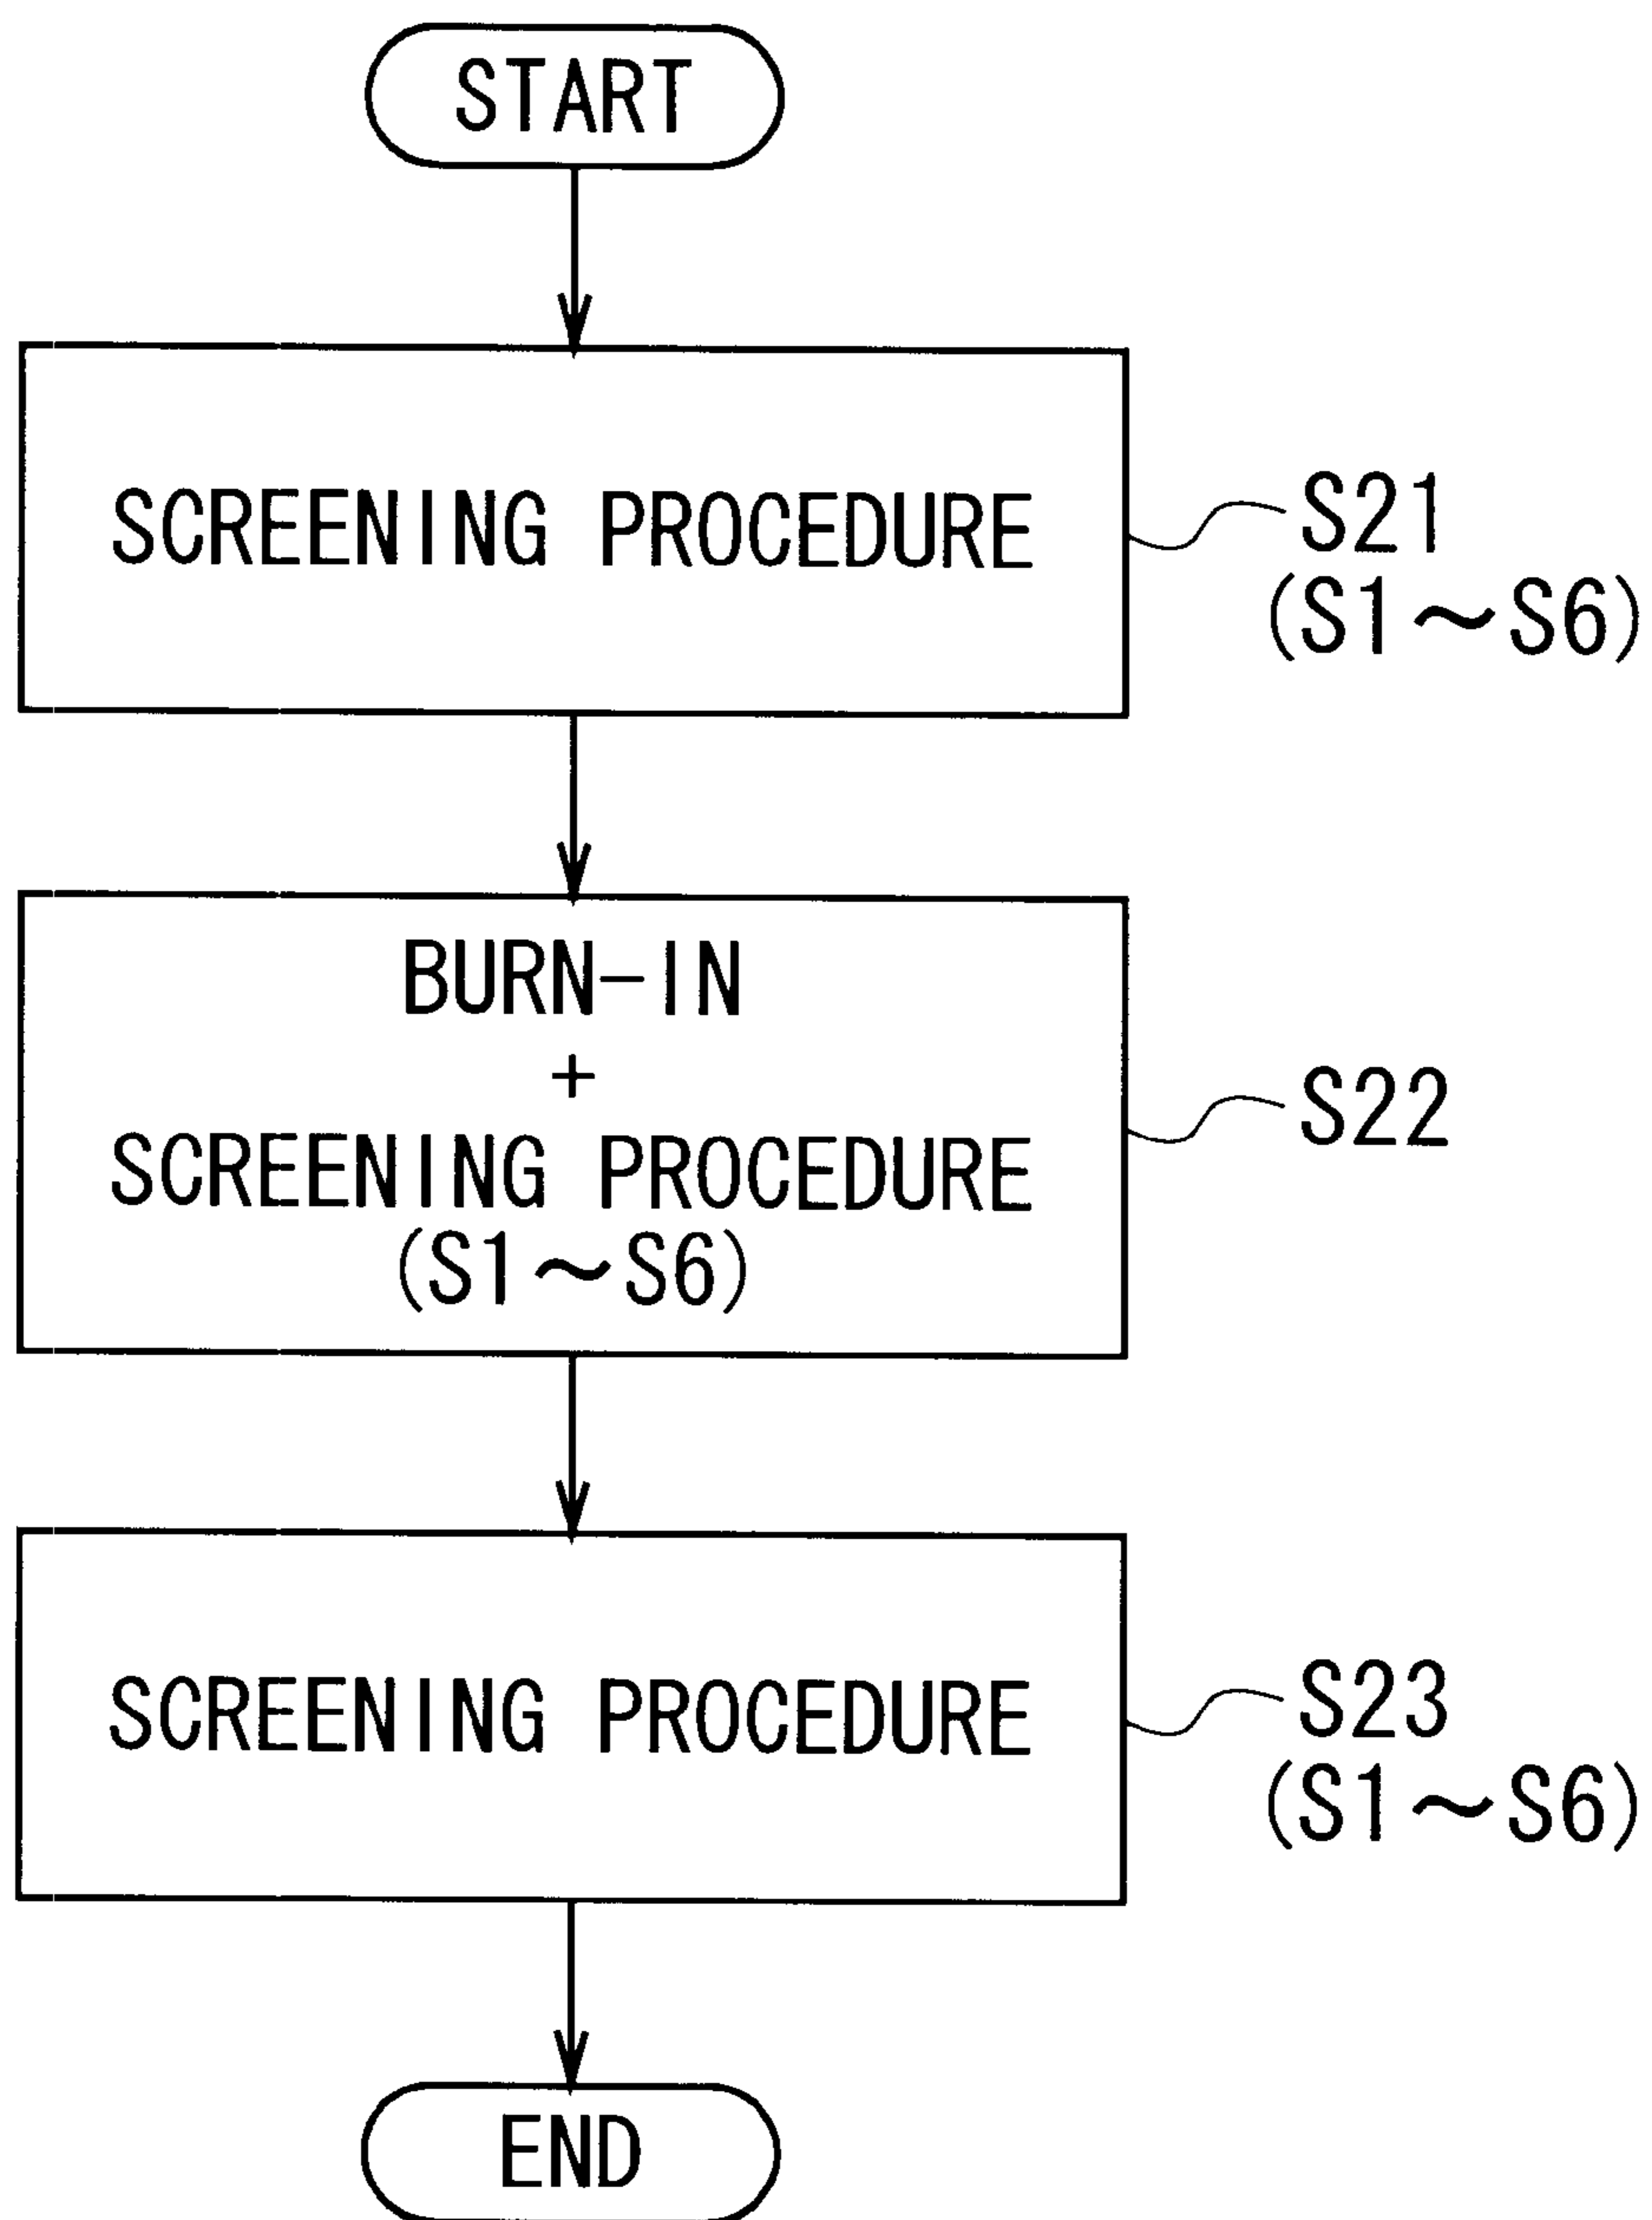 START
SCREENING PROCEDURE
S21
(S1～S6)
BURN-IN
+
SCREENING PROCEDURE
(S1～S6)
S22
SCREENING PROCEDURE
S23
(S1～S6)
END